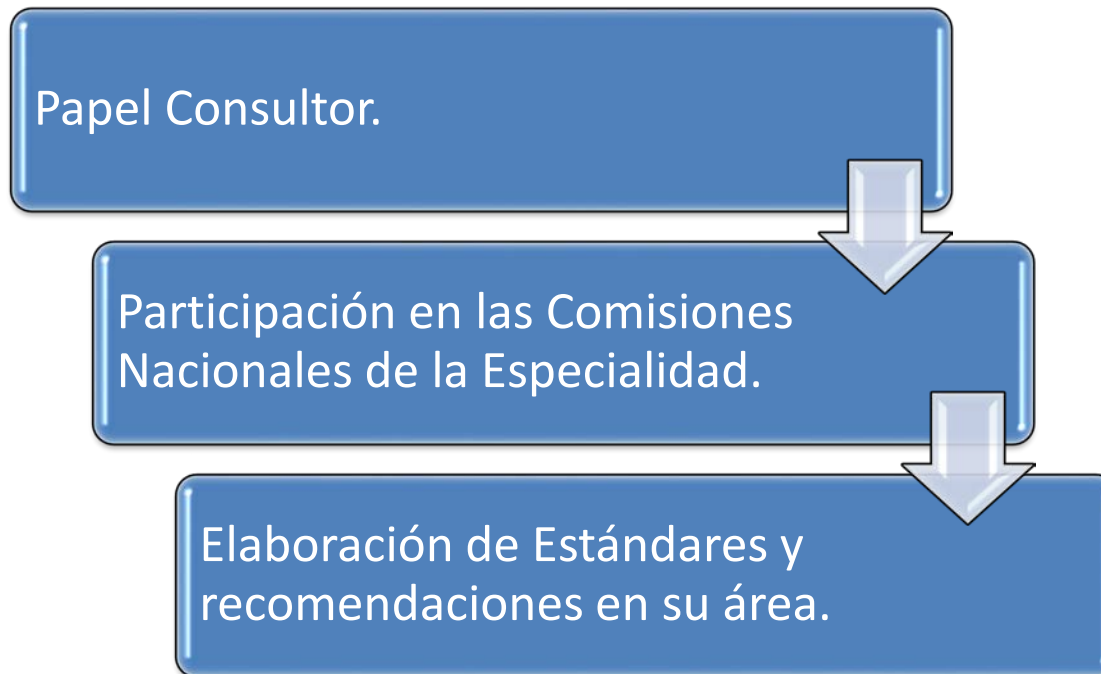 Papel Consultor.
Participación en las Comisiones
Nacionales de la Especialidad.
Elaboración de Estándares y
recomendaciones en su área.